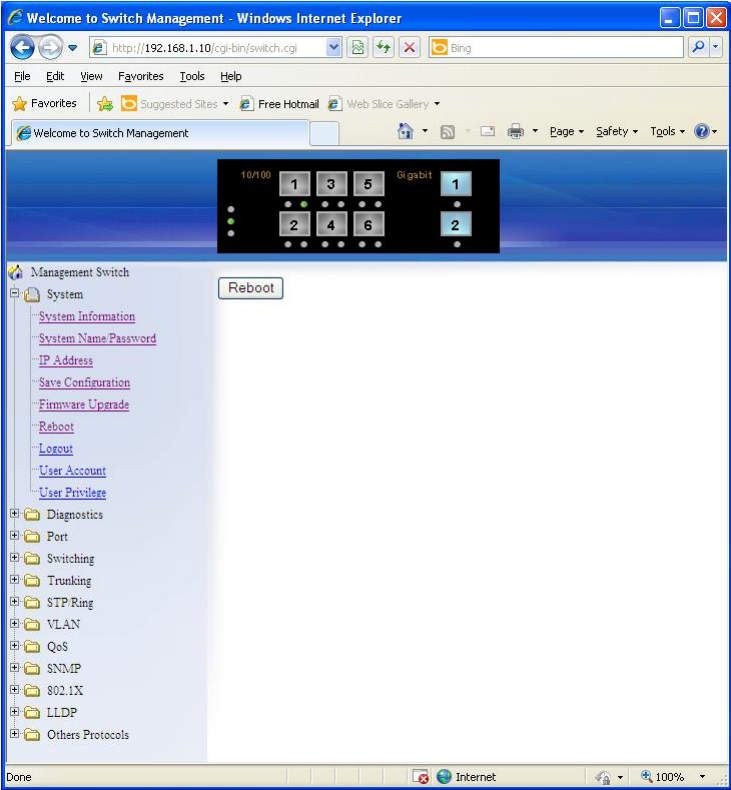 Welcome to Switch Management - Windows Internet Explorer
http://192.168.1.10/cgi-bin/switch.cgi
Bing
File Edit View Favorites Tools Help
Favorites Suggested Sites Free Hotmail Web Slice Gallery
Welcome to Switch Management
Page Safety Tools
10/100 1 3 5 Gigabit 1
2 4 6 2
Management Switch
Reboot
System
System Information
System Name/Password
IP Address
Save Configuration
Firmware Upgrade
Reboot
Logout
User Account
User Privilege
Diagnostics
Port
Switching
Trunking
STP/Ring
VLAN
QoS
SNMP
802.1X
LLDP
Others Protocols
Done Internet 100%